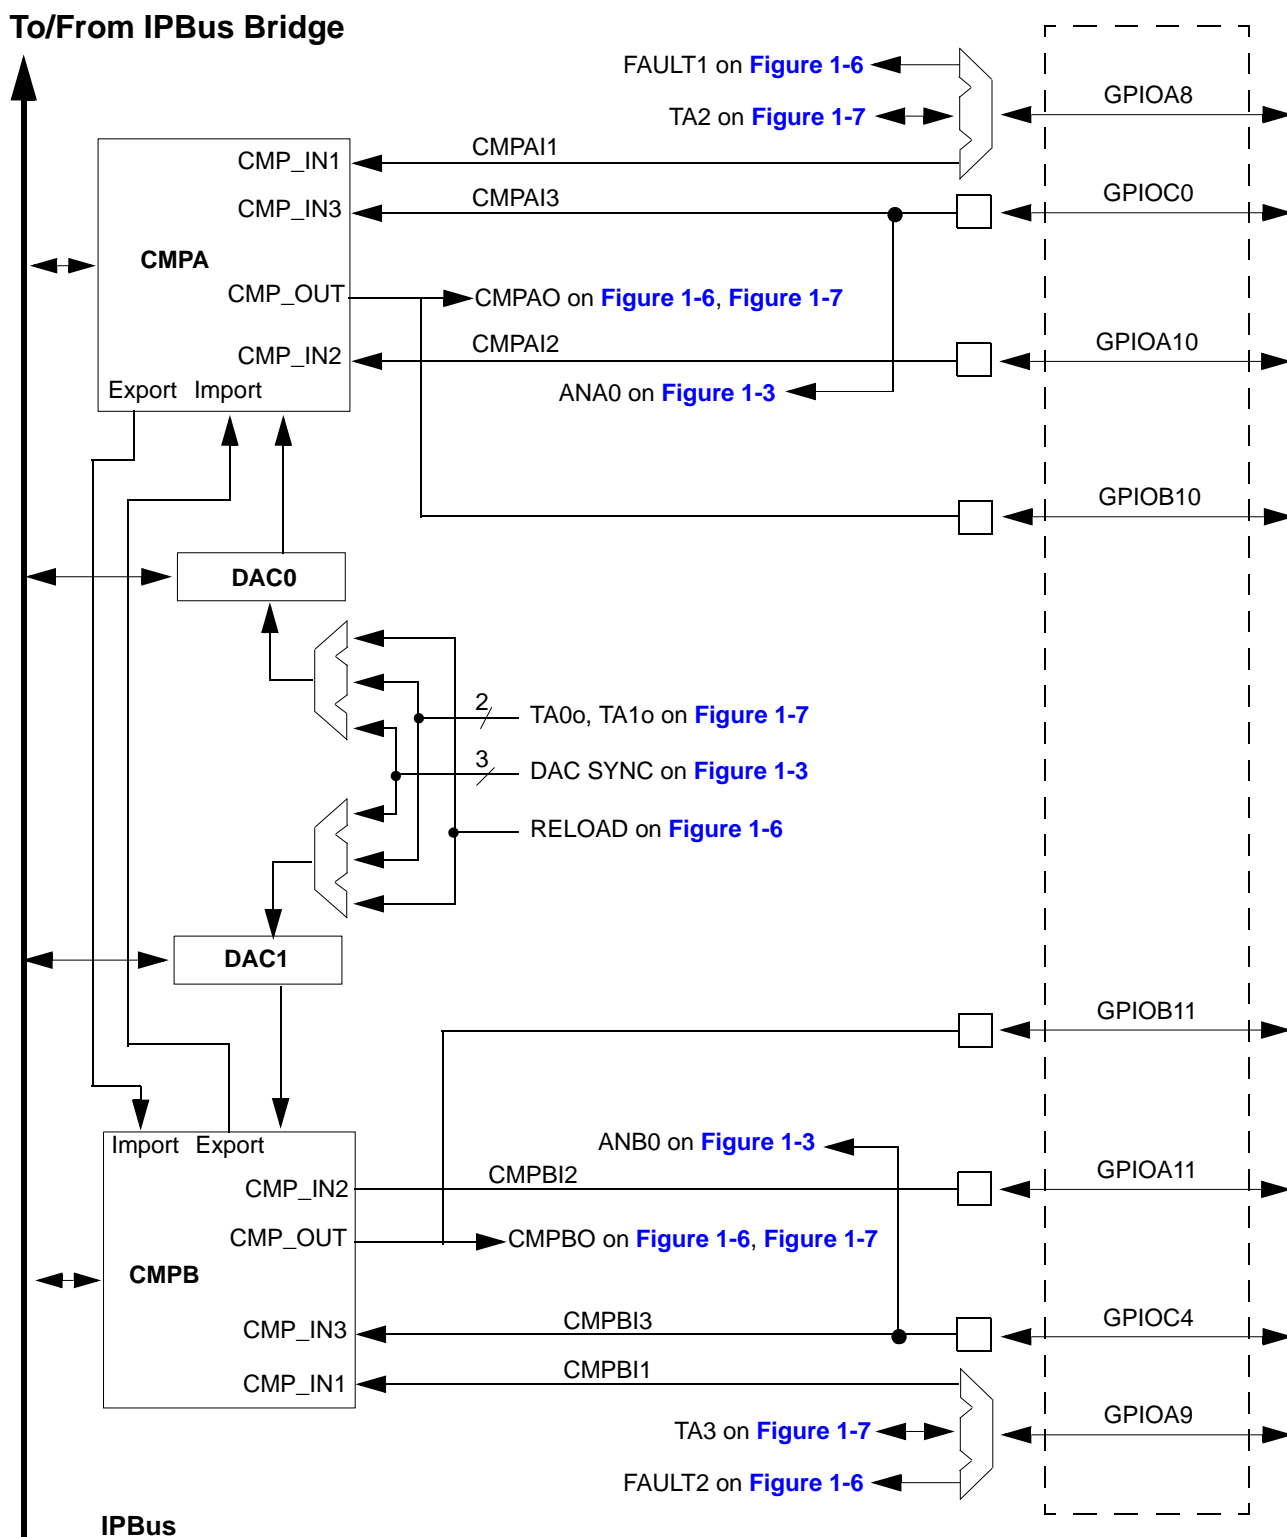 To/From IPBus Bridge
FAULT1 on Figure 1-6
GPIOA8
TA2 on Figure 1-7
CMPAI1
CMP_IN1
GPIOC0
CMPAI3
CMP_IN3
CMPA
CMP_OUT
CMPAO on Figure 1-6, Figure 1-7
GPIOA10
CMPAI2
CMP_IN2
Export Import
ANA0 on Figure 1-3
GPIOB10
DAC0
2
TA0o, TA1o on Figure 1-7
3
DAC SYNC on Figure 1-3
RELOAD on Figure 1-6
DAC1
GPIOB11
Import Export
ANB0 on Figure 1-3
GPIOA11
CMPBI2
CMP_IN2
CMP_OUT
CMPBO on Figure 1-6, Figure 1-7
CMPB
GPIOC4
CMPBI3
CMP_IN3
CMPBI1
CMP_IN1
GPIOA9
TA3 on Figure 1-7
FAULT2 on Figure 1-6
IPBus